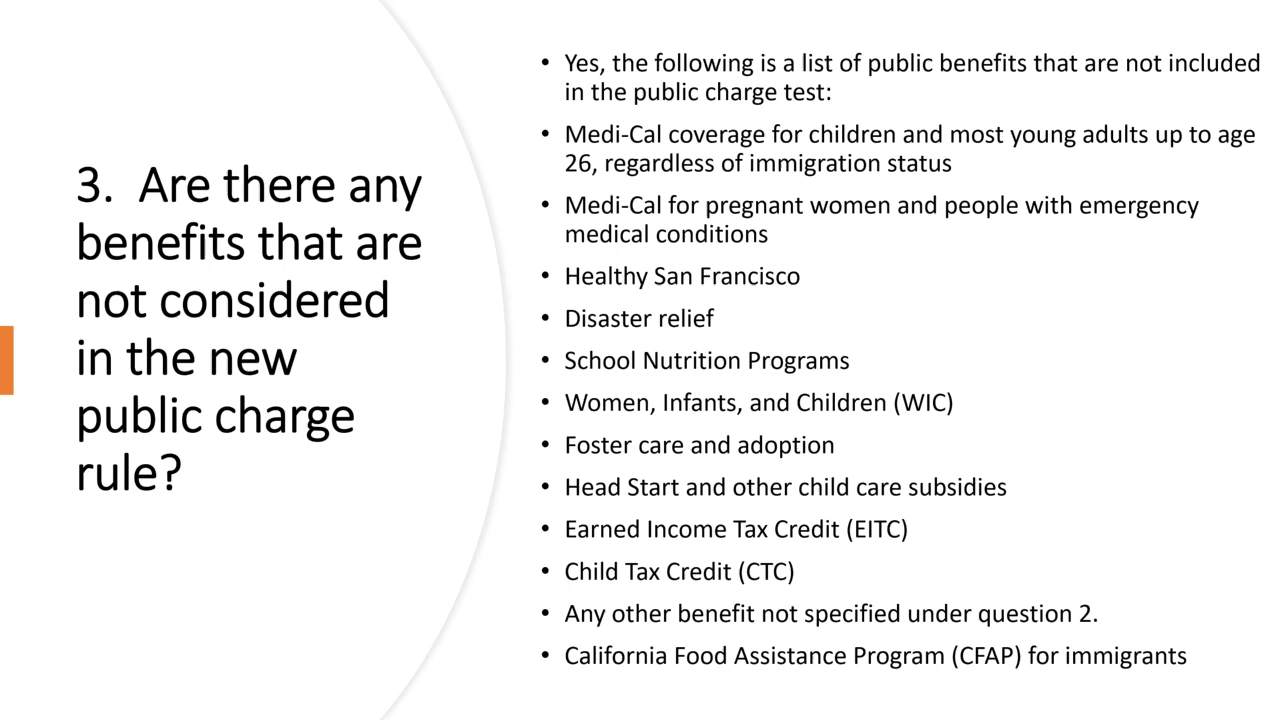 3.  Are there any
benefits that are
not considered
in the new
public charge
rule?
• Yes, the following is a list of public benefits that are not included
in the public charge test:
• Medi-Cal coverage for children and most young adults up to age
26, regardless of immigration status
• Medi-Cal for pregnant women and people with emergency
medical conditions
• Healthy San Francisco
• Disaster relief
• School Nutrition Programs
• Women, Infants, and Children (WIC)
• Foster care and adoption
• Head Start and other child care subsidies
• Earned Income Tax Credit (EITC)
• Child Tax Credit (CTC)
• Any other benefit not specified under question 2.
• California Food Assistance Program (CFAP) for immigrants